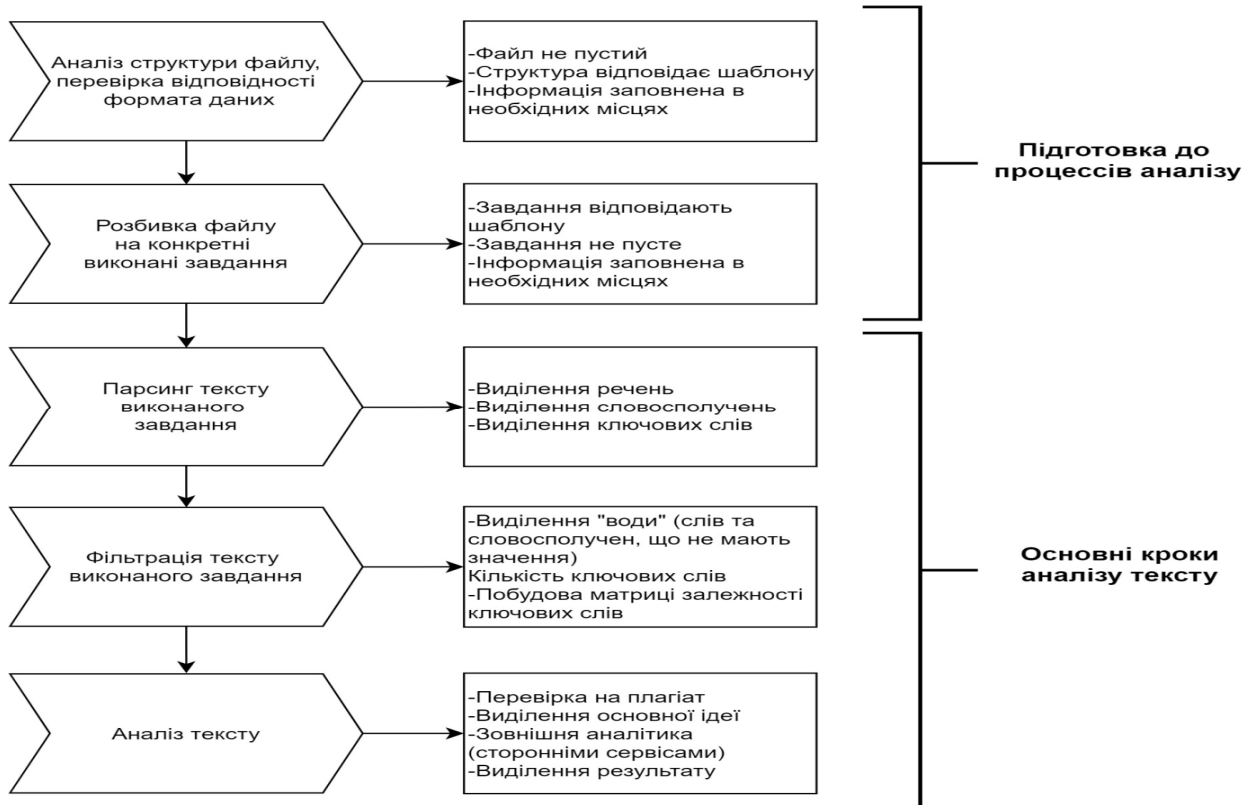 Аналіз структури файлу,
перевірка відповідності
формата даних
-Файл не пустий
-Структура відповідає шаблону
-Інформація заповнена в
необхідних місцях
Підготовка до
процессів аналізу
Розбивка файлу
на конкретні
виконані завдання
-Завдання відповідають
шаблону
-Завдання не пусте
-Інформація заповнена в
необхідних місцях
Парсинг тексту
виконаного
завдання
-Виділення речень
-Виділення словосполучень
-Виділення ключових слів
Фільтрація тексту
виконаного завдання
-Виділення "води" (слів та
словосполучен, що не мають
значення)
Кількість ключових слів
-Побудова матриці залежності
ключових слів
Основні кроки
аналізу тексту
Аналіз тексту
-Перевірка на плагіат
-Виділення основної ідеї
-Зовнішня аналітика
(сторонніми сервісами)
-Виділення результату